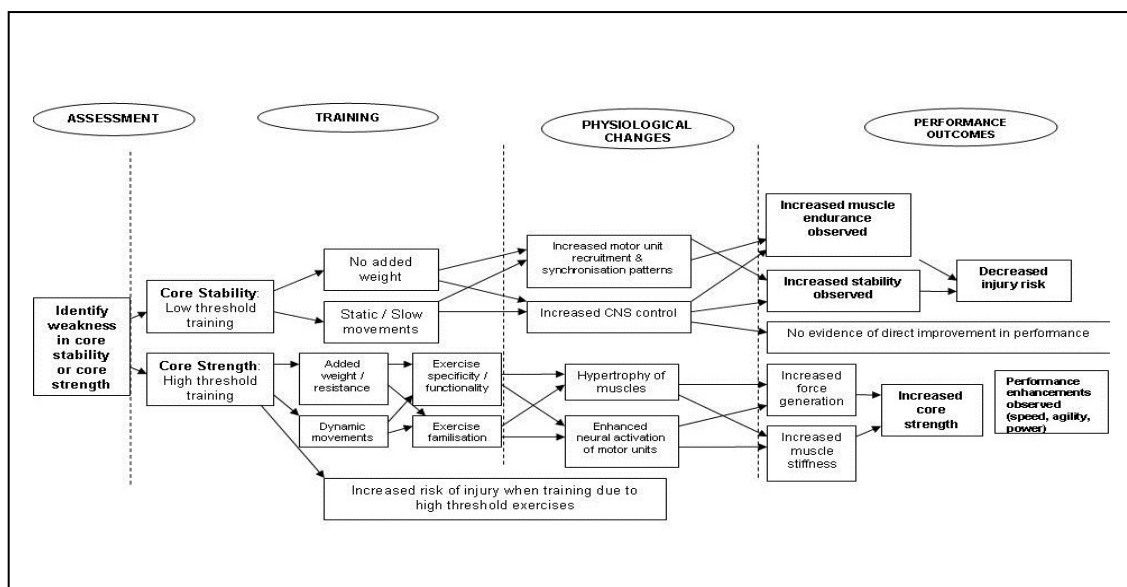 ASSESSMENT
TRAINING
PHYSIOLOGICAL
CHANGES
PERFORMANCE
OUTCOMES
Identify
weakness
in core
stability
or core
strength
Core Stability:
Low threshold
training
Core Strength:
High threshold
training
No added
weight
Static / Slow
movements
Added
weight /
resistance
Dynamic
movements
Exercise
specificity /
functionality
Exercise
familisation
Increased risk of injury when training due to
high threshold exercises
Increased motor unit
recruitment &
synchronisation patterns
Increased CNS control
Hypertrophy of
muscles
Enhanced
neural activation
of motor units
Increased muscle
endurance
observed
Increased stability
observed
Decreased
injury risk
No evidence of direct improvement in performance
Increased
force
generation
Increased
muscle
stiffness
Increased
core
strength
Performance
enhancements
observed
(speed, agility,
power)